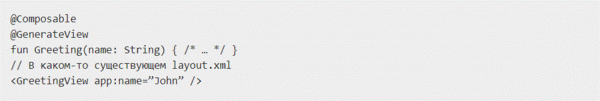 @Composable
@GenerateView
fun Greeting(name: String) { /* … */ }
// В каком-то существующем layout.xml
<GreetingView app:name=”John” />